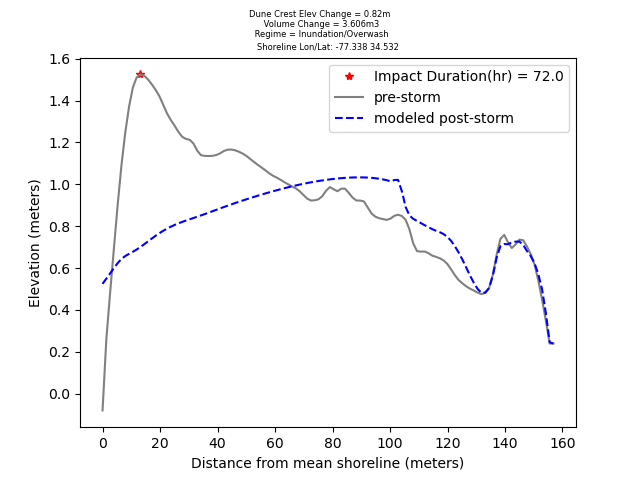 Dune Crest Elev Change = 0.82m
Volume Change = 3.606m3
Regime = Inundation/Overwash
Shoreline Lon/Lat: -77.338 34.532
Impact Duration(hr) = 72.0
pre-storm
modeled post-storm
Elevation (meters)
1.6
1.4
1.2
1.0
0.8
0.6
0.4
0.2
0.0
0 20 40 60 80 100 120 140 160
Distance from mean shoreline (meters)